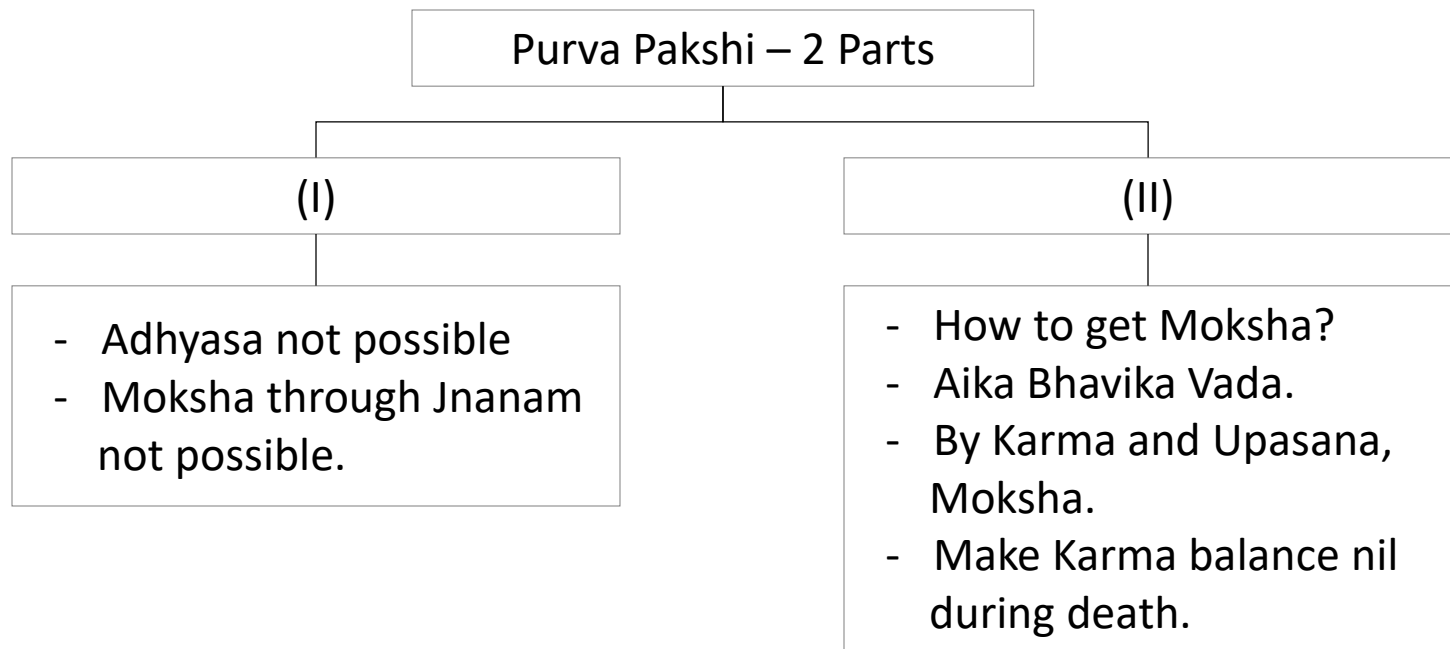 Purva Pakshi – 2 Parts
(I)
- Adhyasa not possible
- Moksha through Jnanam
not possible.
(II)
- How to get Moksha?
- Aika Bhavika Vada.
- By Karma and Upasana,
Moksha.
- Make Karma balance nil
during death.